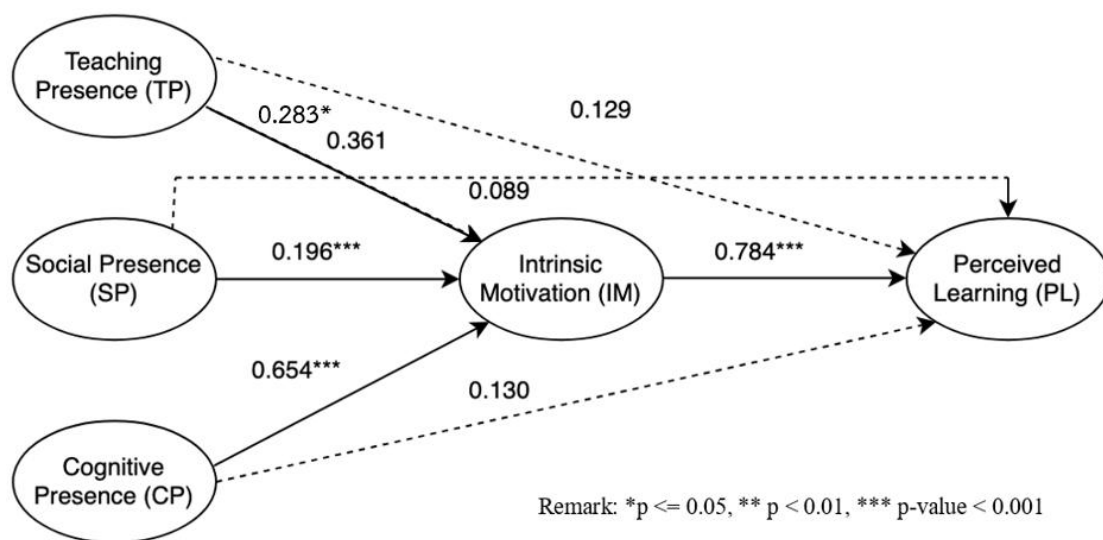 Teaching
Presence (TP)
0.283*
0.361
0.129
0.089
Social Presence
(SP)
0.196***
Intrinsic
Motivation (IM)
0.784***
Perceived
Learning (PL)
0.654***
0.130
Cognitive
Presence (CP)
Remark: *p <= 0.05, ** p < 0.01, *** p-value < 0.001